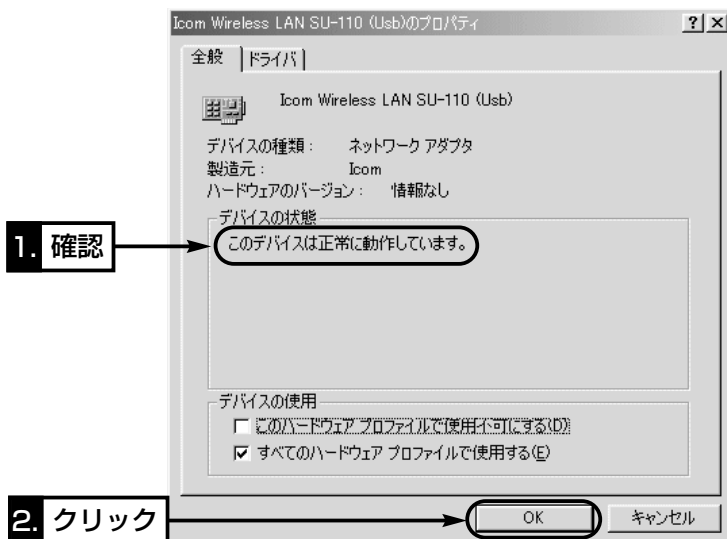 Icom Wireless LAN SU-110 (Usb)のプロパティ
? ×
全般 ドライバ
Icom Wireless LAN SU-110 (Usb)
デバイスの種類： ネットワーク アダプタ
製造元： Icom
ハードウェアのバージョン： 情報なし
デバイスの状態
1. 確認
このデバイスは正常に動作しています。
デバイスの使用
このハードウェア プロファイルで使用不可にする(D)
すべてのハードウェア プロファイルで使用する(E)
2. クリック
OK キャンセル